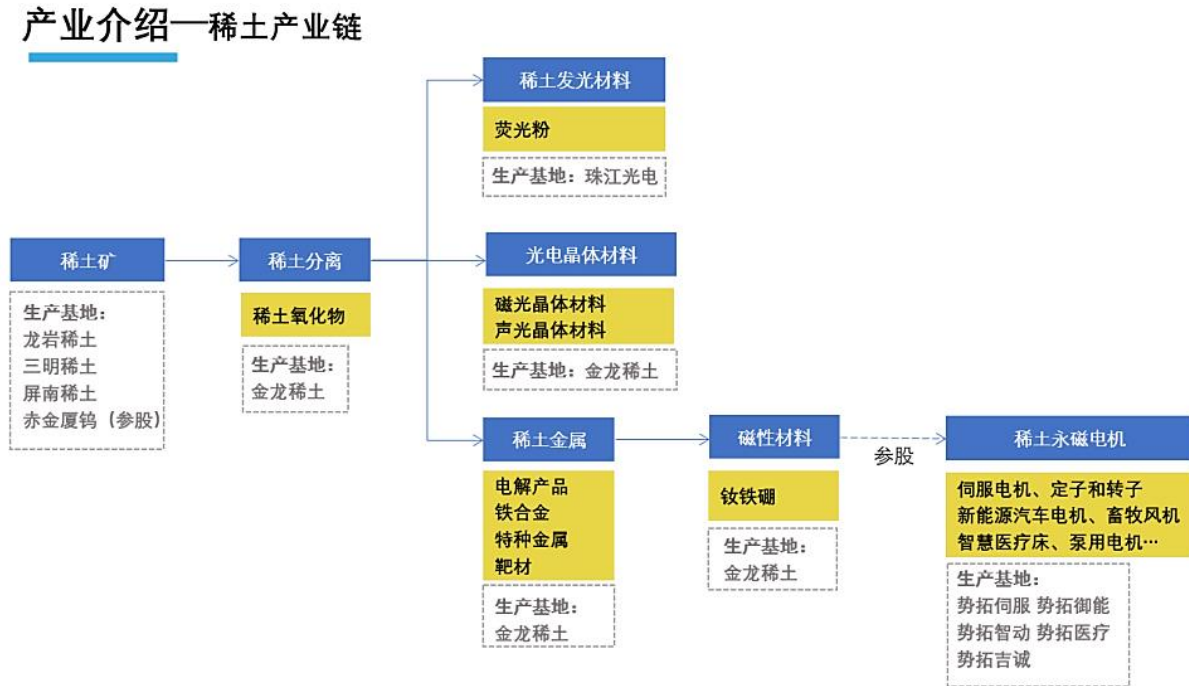 产业介绍—稀土产业链
稀土发光材料
荧光粉
生产基地：珠江光电
稀土矿
生产基地：
龙岩稀土
三明稀土
屏南稀土
赤金厦钨（参股）
稀土分离
稀土氧化物
生产基地：
金龙稀土
光电晶体材料
磁光晶体材料
声光晶体材料
生产基地：金龙稀土
稀土金属
电解产品
铁合金
特种金属
靶材
生产基地：
金龙稀土
磁性材料
钕铁硼
生产基地：
金龙稀土
参股
稀土永磁电机
伺服电机、定子和转子
新能源汽车电机、畜牧风机
智慧医疗床、泵用电机…
生产基地：
势拓伺服 势拓御能
势拓智动 势拓医疗
势拓吉诚